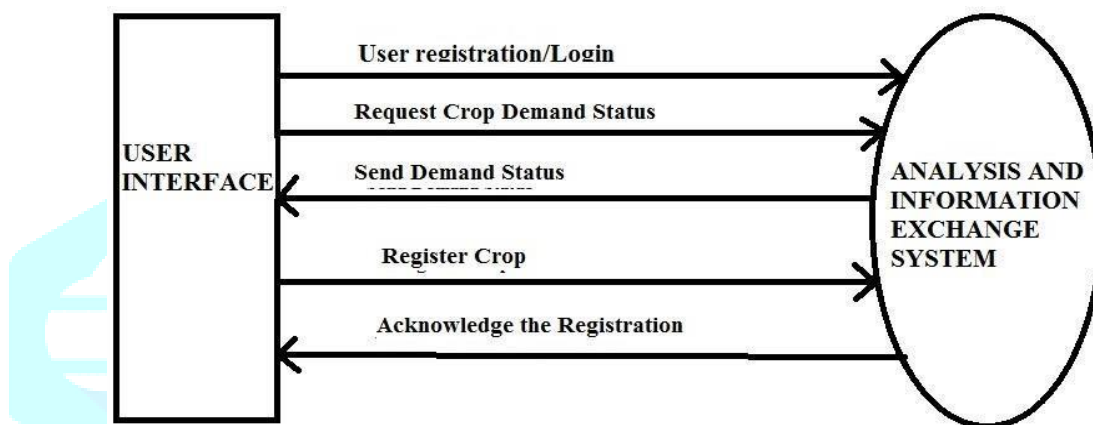 User registration/Login
Request Crop Demand Status
USER
INTERFACE
Send Demand Status
ANALYSIS AND
INFORMATION
EXCHANGE
SYSTEM
Register Crop
Acknowledge the Registration